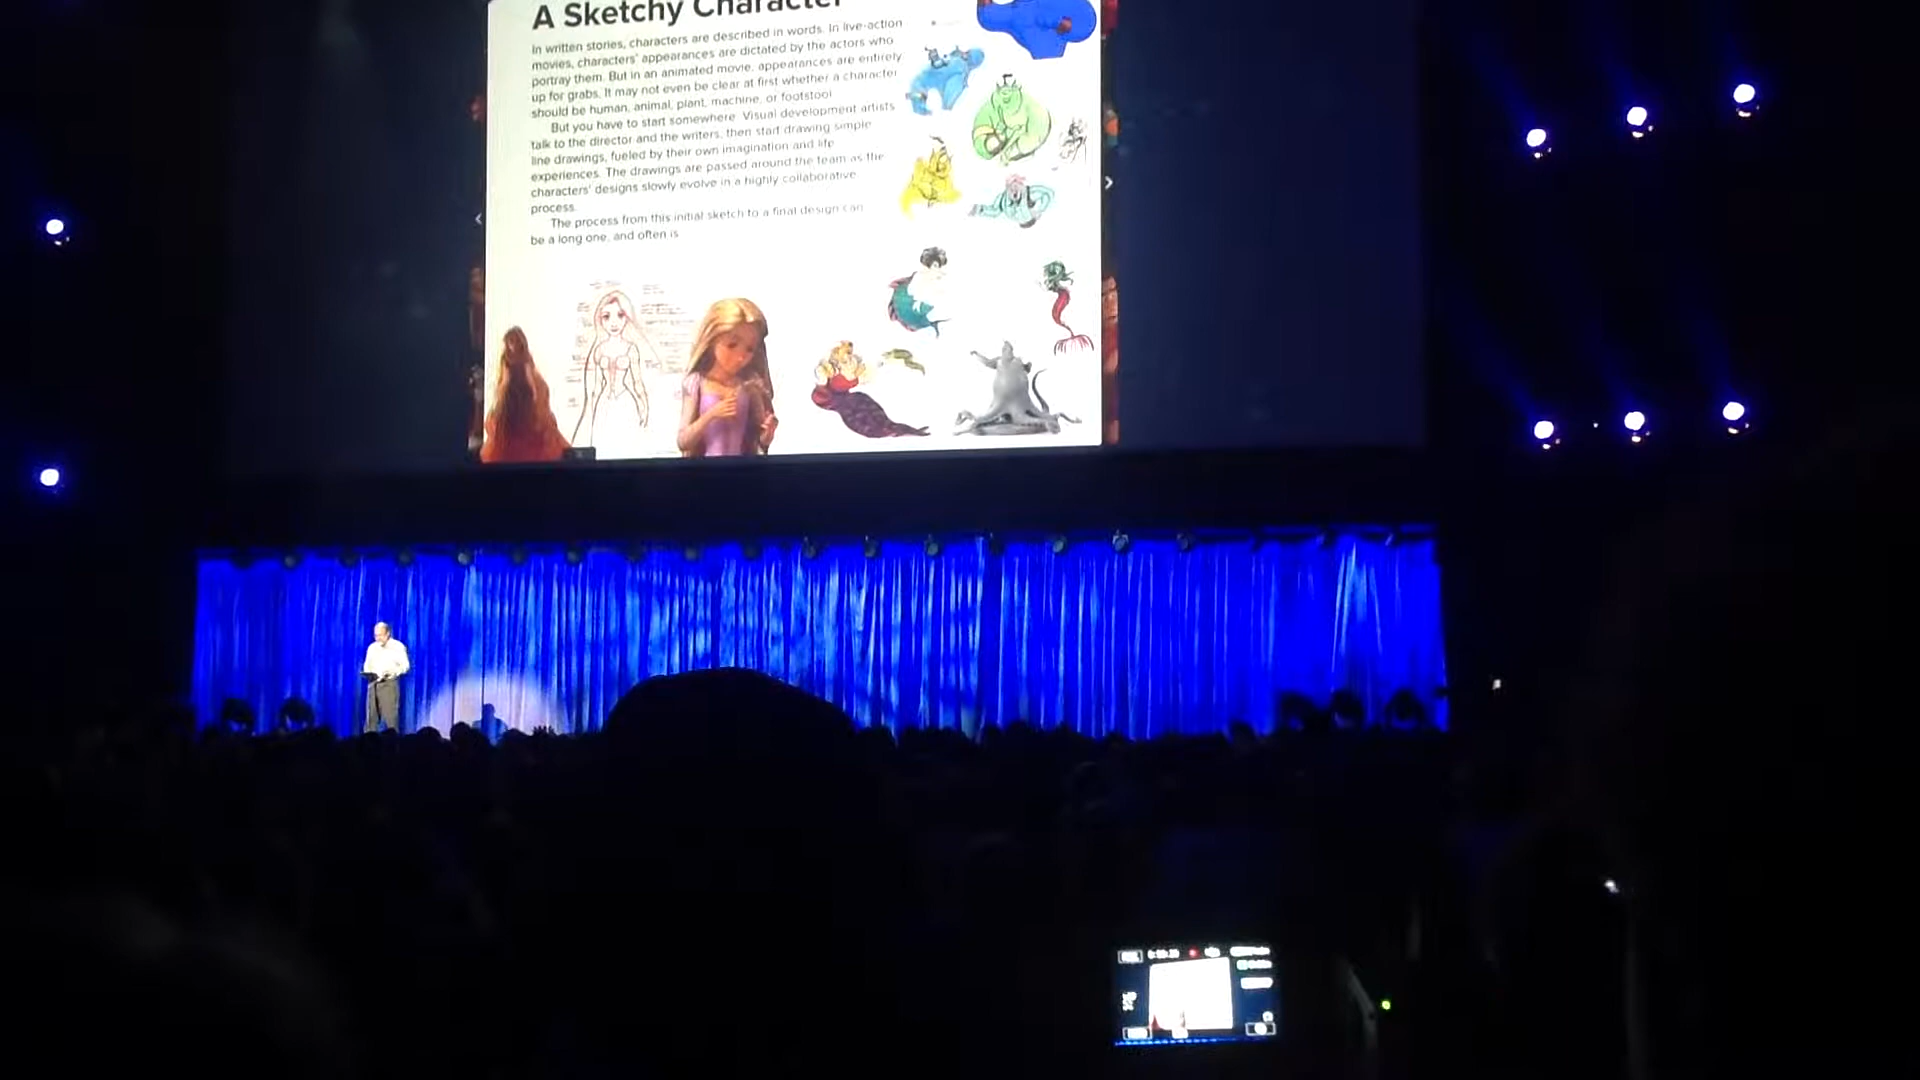 A Sketchy Character
In written stories, characters are described in words. In live-action
movies, characters' appearances are dictated by the actors who
portray them. But in an animated movie, appearances are entirely
up for grabs. It may not even be clear at first whether a character
should be human, animal, plant, machine, or footstool.
But you have to start somewhere. Visual development artists
talk to the director and the writers, then start drawing simple
line drawings, fueled by their own imagination and life
experiences. The drawings are passed around the team as the
characters' designs slowly evolve in a highly collaborative
process.
The process from this initial sketch to a final design can
be a long one, and often is